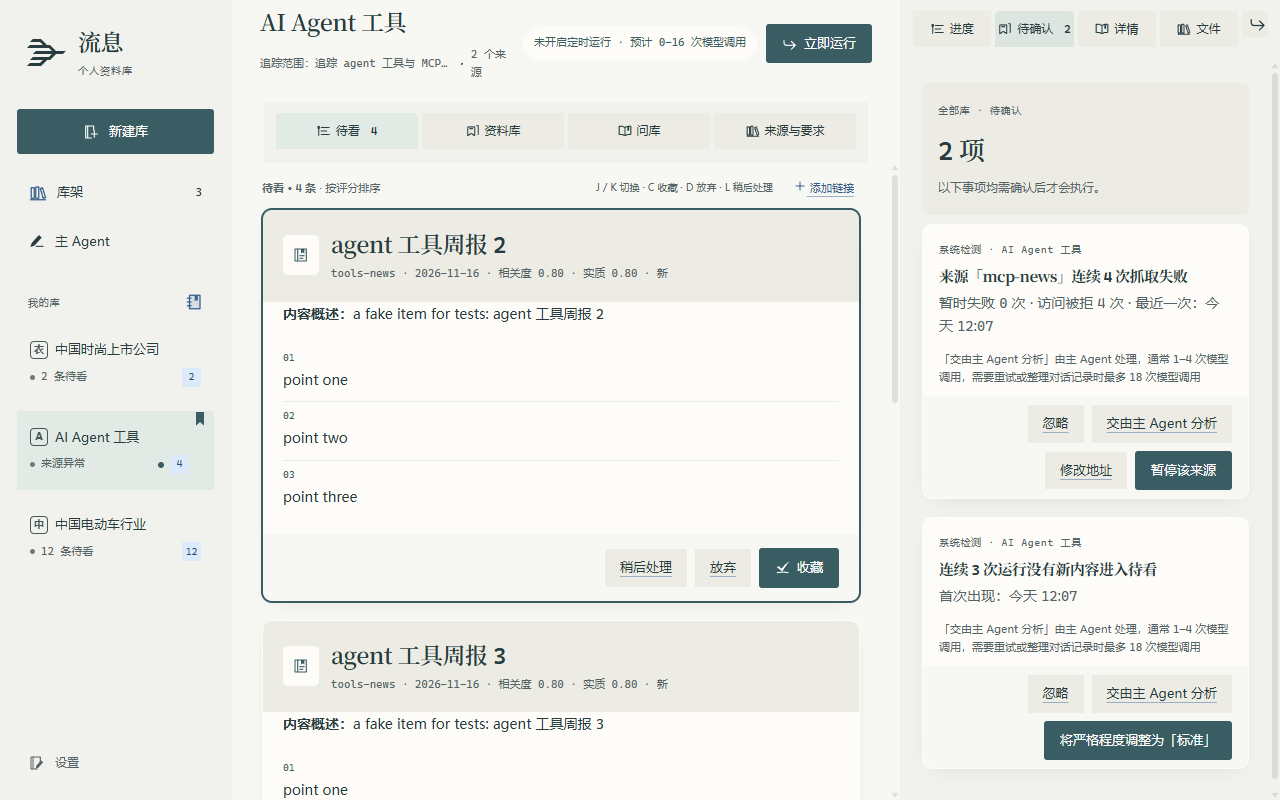 流息
个人资料库
新建库
库架 3
主 Agent
我的库
衣 中国时尚上市公司
2 条待看 2
A AI Agent 工具
来源异常 4
中 中国电动车行业
12 条待看 12
设置
AI Agent 工具
追踪范围: 追踪 agent 工具与 MCP… · 2 个来源
未开启定时运行 · 预计 0–16 次模型调用
立即运行
待看 4
资料库
问库
来源与要求
待看 • 4 条 · 按评分排序
J / K 切换 · C 收藏 · D 放弃 · L 稍后处理
添加链接
agent 工具周报 2
tools-news · 2026-11-16 · 相关度 0.80 · 实质 0.80 · 新
内容概述: a fake item for tests: agent 工具周报 2
01
point one
02
point two
03
point three
稍后处理
放弃
收藏
agent 工具周报 3
tools-news · 2026-11-16 · 相关度 0.80 · 实质 0.80 · 新
内容概述: a fake item for tests: agent 工具周报 3
01
point one
进度
待确认 2
详情
文件
全部库 · 待确认
2 项
以下事项均需确认后才会执行。
系统检测 · AI Agent 工具
来源「mcp-news」连续 4 次抓取失败
暂时失败 0 次 · 访问被拒 4 次 · 最近一次: 今
天 12:07
「交由主 Agent 分析」由主 Agent 处理，通常 1–4 次模型
调用，需要重试或整理对话记录时最多 18 次模型调用
忽略
交由主 Agent 分析
修改地址
暂停该来源
系统检测 · AI Agent 工具
连续 3 次运行没有新内容进入待看
首次出现: 今天 12:07
「交由主 Agent 分析」由主 Agent 处理，通常 1–4 次模型
调用，需要重试或整理对话记录时最多 18 次模型调用
忽略
交由主 Agent 分析
将严格程度调整为「标准」